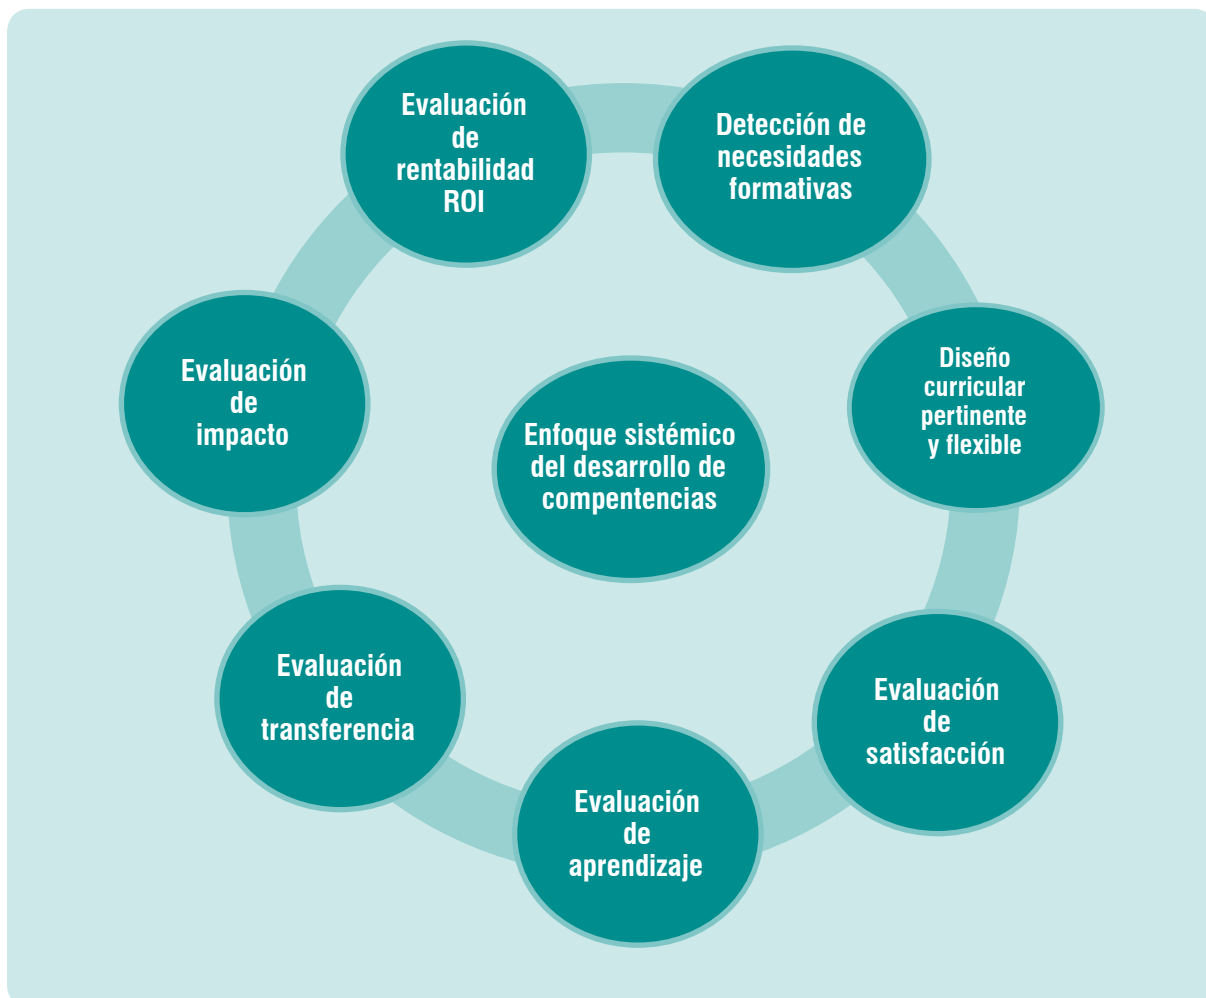 Evaluación
de
rentabilidad
ROI
Detección de
necesidades
formativas
Diseño
curricular
pertinente
y flexible
Evaluación
de
impacto
Enfoque sistémico
del desarrollo de
compentencias
Evaluación
de
transferencia
Evaluación
de
satisfacción
Evaluación
de
aprendizaje